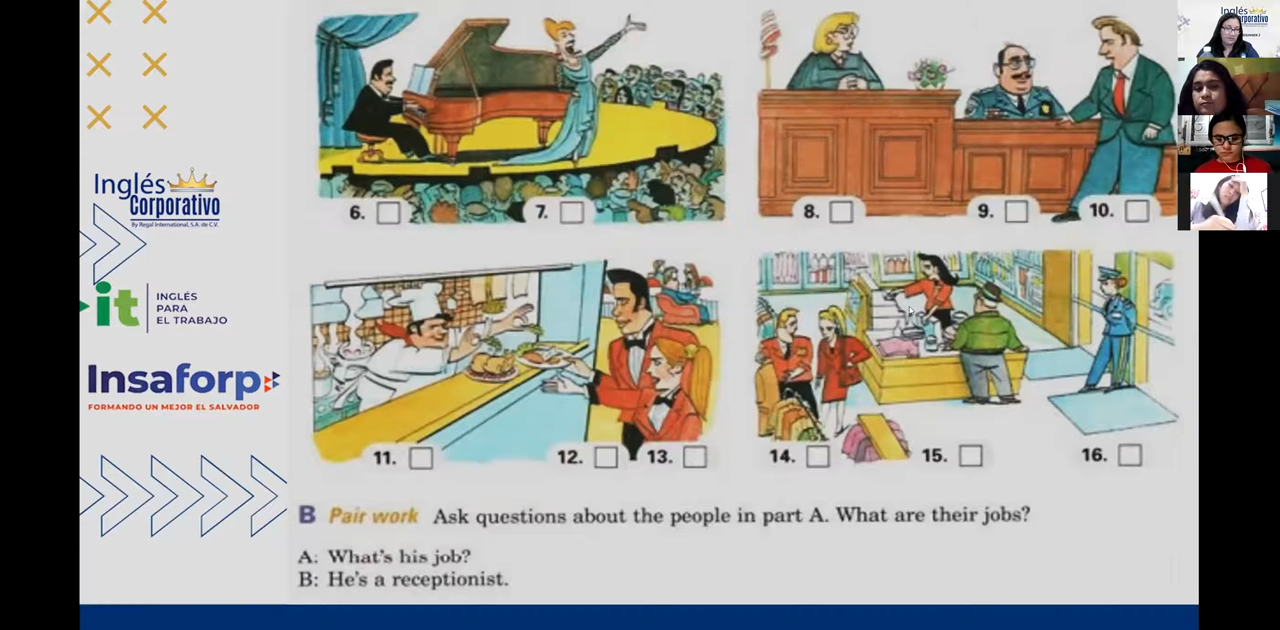 Inglés
Corporativo
By Regal International, S.A. de C.V.
it
INGLÉS
PARA
EL TRABAJO
Insaforp
FORMANDO UN MEJOR EL SALVADOR
6.
7.
8.
9.
10.
11.
12.
13.
14.
15.
16.
B Pair work Ask questions about the people in part A. What are their jobs?
A: What's his job?
B: He's a receptionist.
Inglés